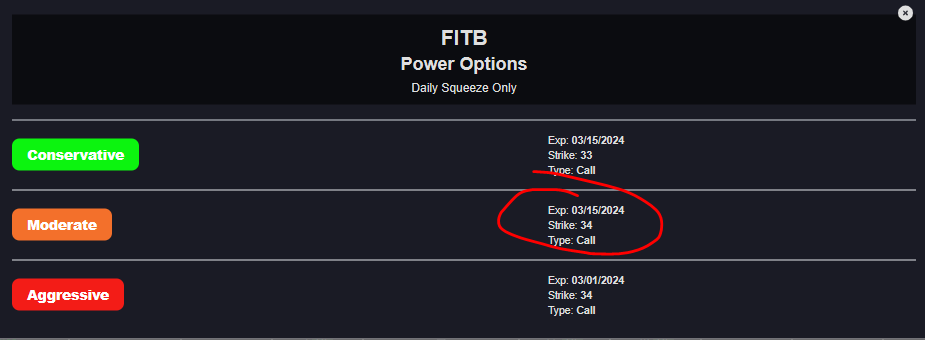 FITB
Power Options
Daily Squeeze Only
Conservative
Exp: 03/15/2024
Strike: 33
Type: Call
Moderate
Exp: 03/15/2024
Strike: 34
Type: Call
Aggressive
Exp: 03/01/2024
Strike: 34
Type: Call